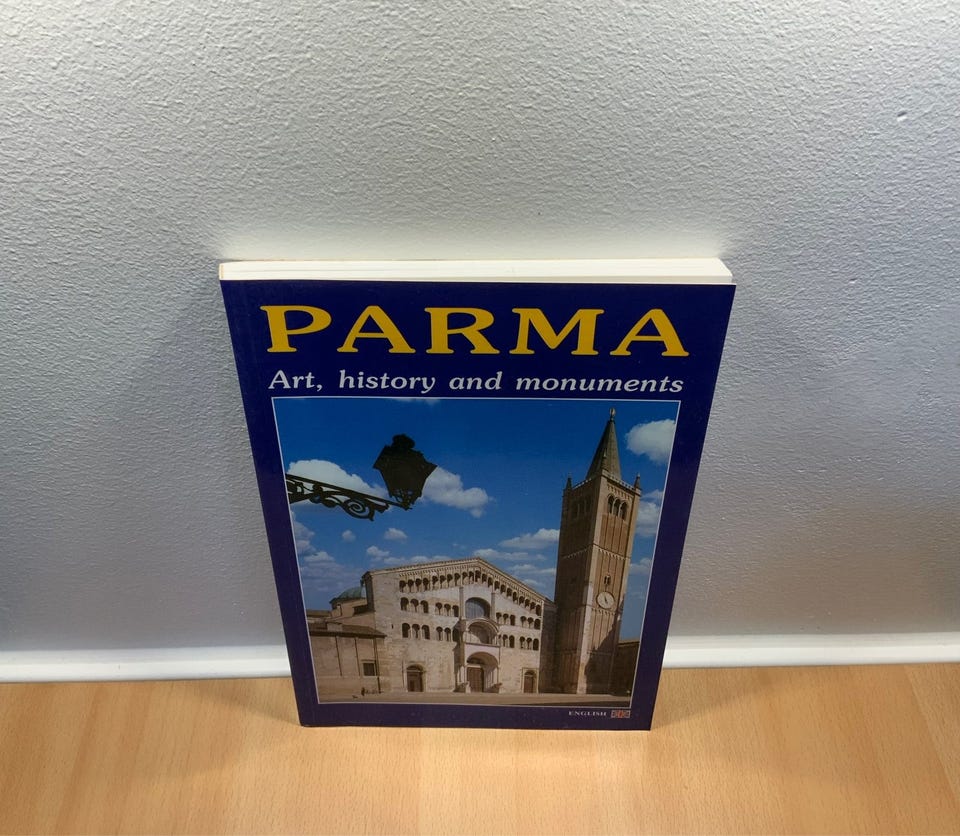 PARMA
Art, history and monuments
ENGLISH